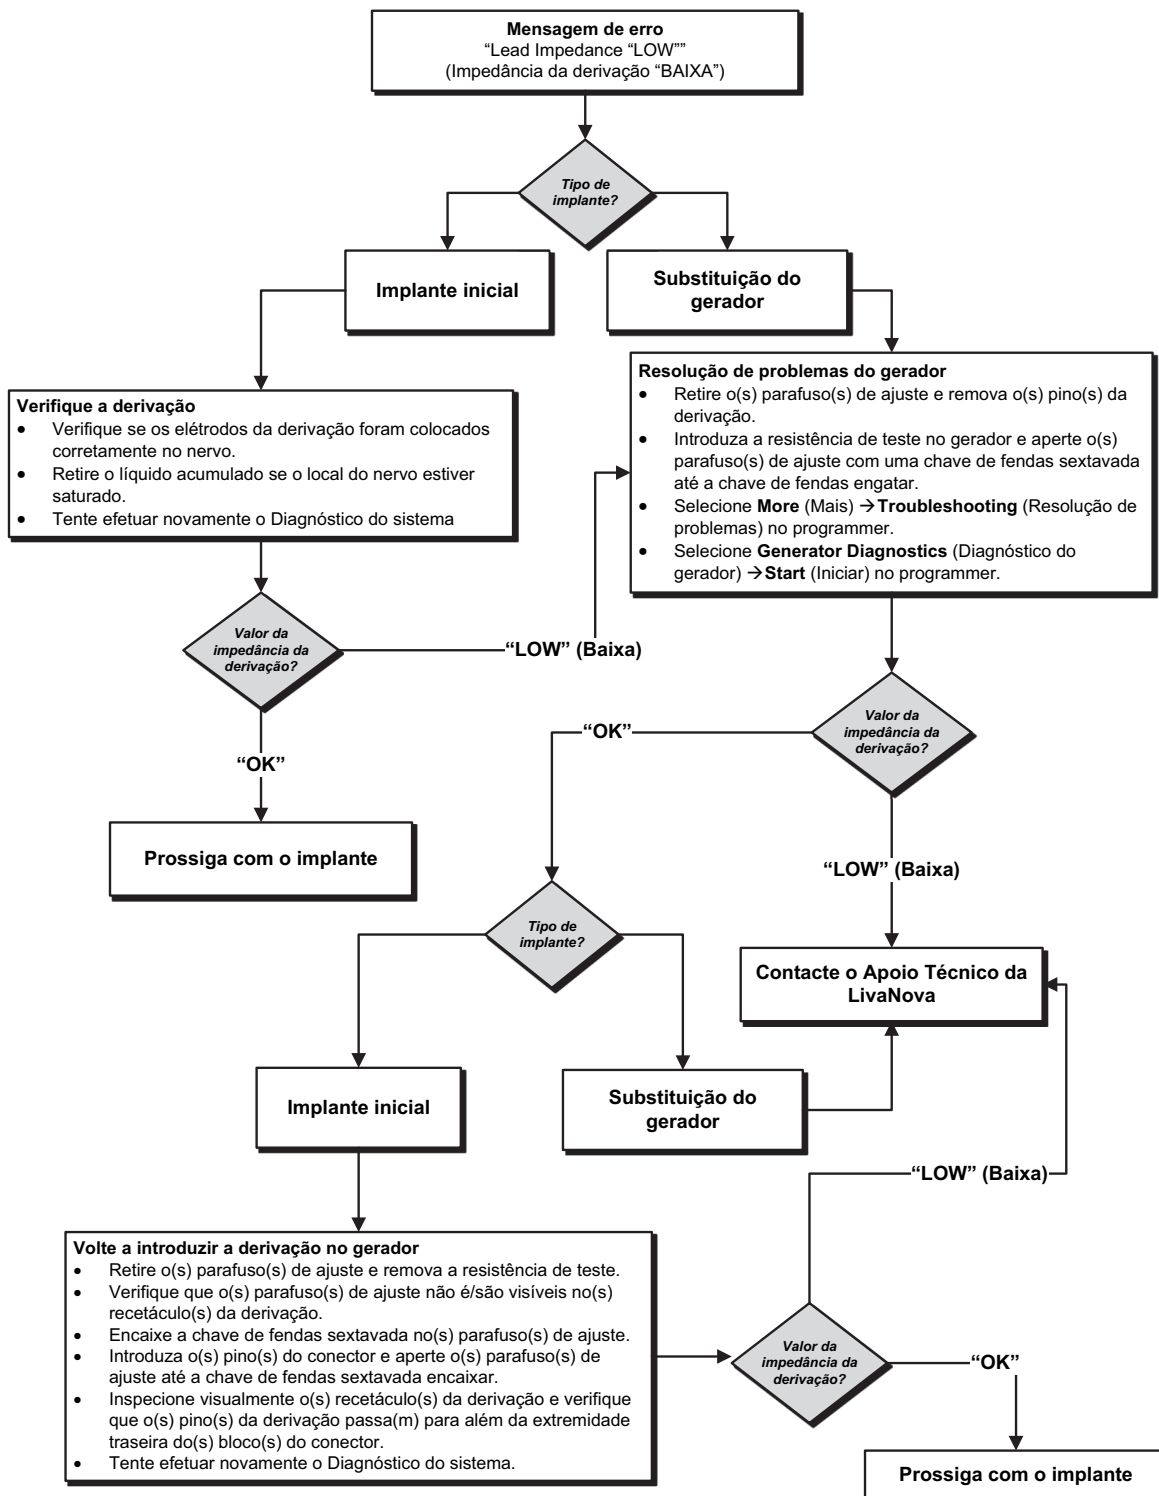 Mensagem de erro
“Lead Impedance “LOW””
(Impedância da derivação “BAIXA”)
Tipo de
implante?
Implante inicial
Substituição do
gerador
Verifique a derivação
• Verifique se os elétrodos da derivação foram colocados
corretamente no nervo.
• Retire o líquido acumulado se o local do nervo estiver
saturado.
• Tente efetuar novamente o Diagnóstico do sistema
Resolução de problemas do gerador
• Retire o(s) parafuso(s) de ajuste e remova o(s) pino(s) da
derivação.
• Introduza a resistência de teste no gerador e aperte o(s)
parafuso(s) de ajuste com uma chave de fendas sextavada
até a chave de fendas engatar.
• Selecione More (Mais) →Troubleshooting (Resolução de
problemas) no programmer.
• Selecione Generator Diagnostics (Diagnóstico do
gerador) →Start (Iniciar) no programmer.
Valor da
impedância da
derivação?
“LOW” (Baixa)
“OK”
Prossiga com o implante
Valor da
impedância da
derivação?
“OK”
“LOW” (Baixa)
Tipo de
implante?
Contacte o Apoio Técnico da
LivaNova
Implante inicial
Substituição do
gerador
“LOW” (Baixa)
Volte a introduzir a derivação no gerador
• Retire o(s) parafuso(s) de ajuste e remova a resistência de teste.
• Verifique que o(s) parafuso(s) de ajuste não é/são visíveis no(s)
recetáculo(s) da derivação.
• Encaixe a chave de fendas sextavada no(s) parafuso(s) de ajuste.
• Introduza o(s) pino(s) do conector e aperte o(s) parafuso(s) de
ajuste até a chave de fendas sextavada encaixar.
• Inspecione visualmente o(s) recetáculo(s) da derivação e verifique
que o(s) pino(s) da derivação passa(m) para além da extremidade
traseira do(s) bloco(s) do conector.
• Tente efetuar novamente o Diagnóstico do sistema.
Valor da
impedância da
derivação?
“OK”
Prossiga com o implante